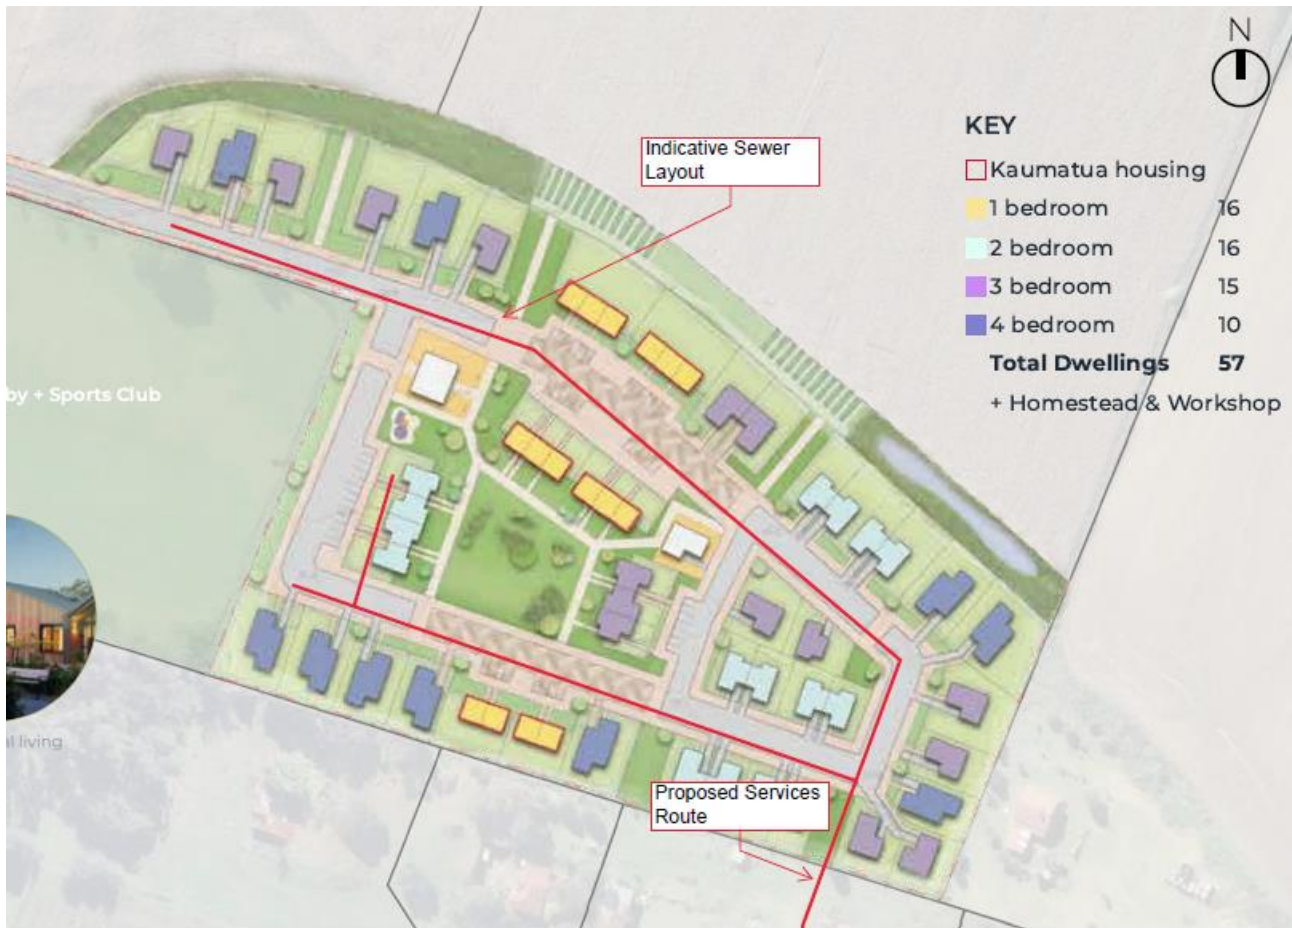 N
Indicative Sewer
Layout
KEY
Kaumatua housing
1 bedroom 16
2 bedroom 16
3 bedroom 15
4 bedroom 10
Total Dwellings 57
+ Homestead & Workshop
by + Sports Club
living
Proposed Services
Route